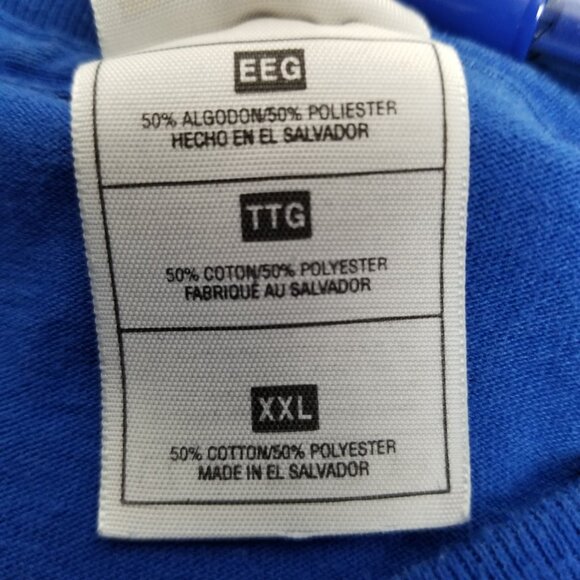 EEG
50% ALGODON/50% POLIESTER
HECHO EN EL SALVADOR
TTG
50% COTON/50% POLYESTER
FABRIQUÉ AU SALVADOR
XXL
50% COTTON/50% POLYESTER
MADE IN EL SALVADOR